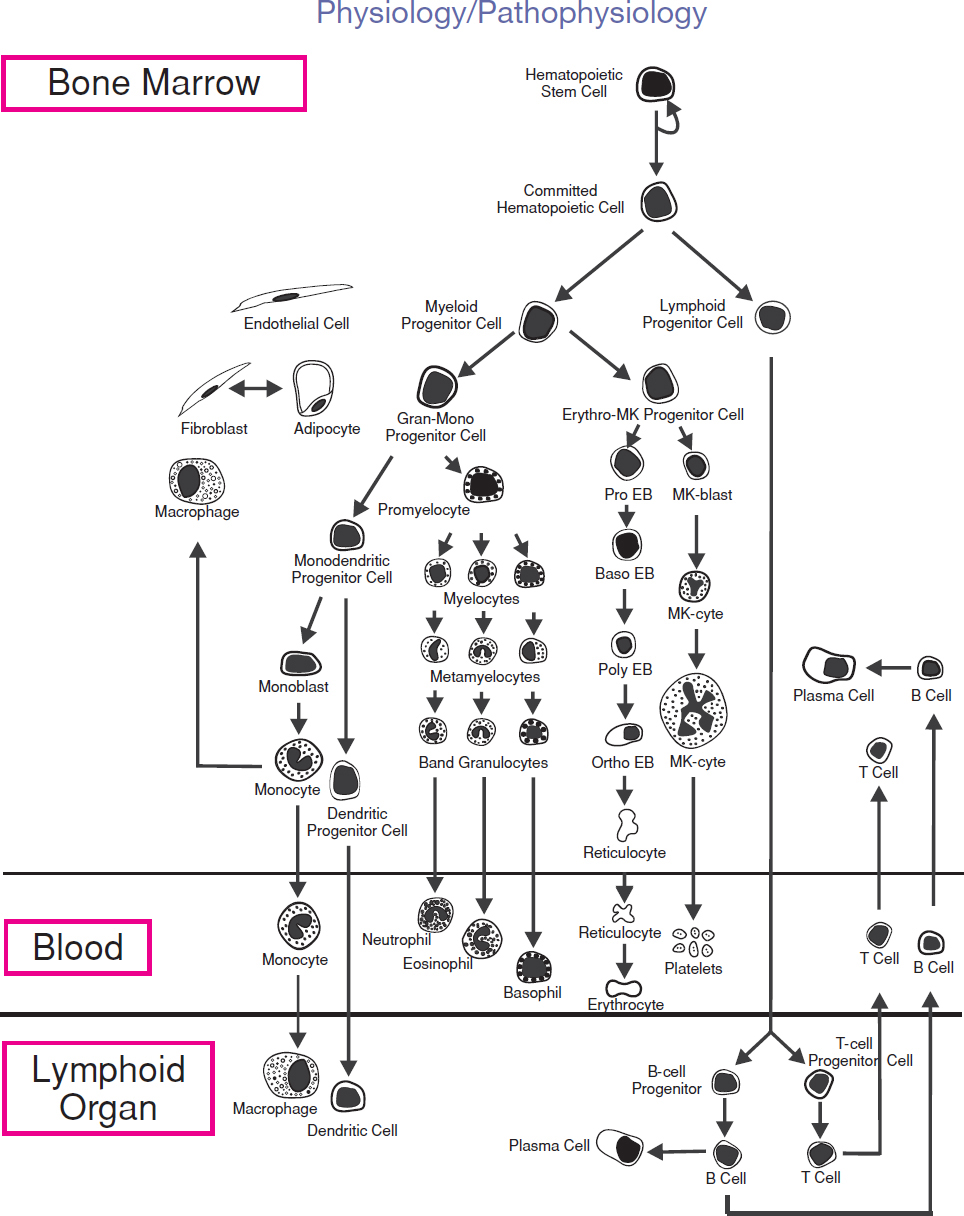 Physiology/Pathophysiology
Bone Marrow
Hematopoietic
Stem Cell
Committed
Hematopoietic Cell
Myeloid
Progenitor Cell
Lymphoid
Progenitor Cell
Endothelial Cell
Fibroblast
Adipocyte
Gran-Mono
Progenitor Cell
Erythro-MK Progenitor Cell
Macrophage
Promyelocyte
Pro EB
MK-blast
Monodendritic
Progenitor Cell
Myelocytes
Baso EB
MK-cyte
Monoblast
Metamyelocytes
Poly EB
Plasma Cell
B Cell
Monocyte
Band Granulocytes
Ortho EB
MK-cyte
T Cell
Dendritic
Progenitor Cell
Reticulocyte
Blood
Monocyte
Neutrophil
Eosinophil
Basophil
Reticulocyte
Erythrocyte
Platelets
T Cell
B Cell
Lymphoid
Organ
Macrophage
Dendritic Cell
B-cell
Progenitor
T-cell
Progenitor Cell
Plasma Cell
B Cell
T Cell